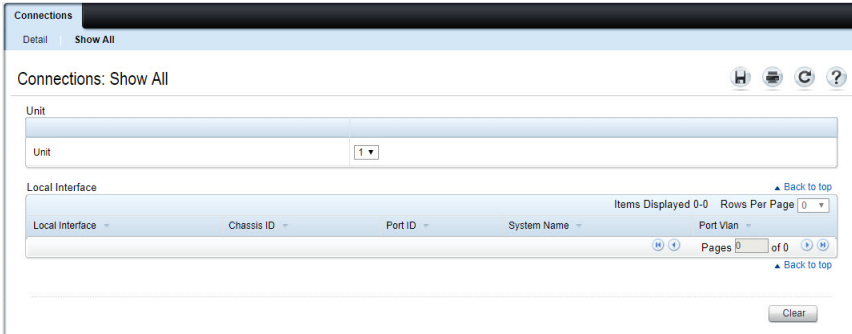 Connections
Detail Show All
Connections: Show All
?
Unit
Unit 1
Local Interface Back to top
Items Displayed 0-0 Rows Per Page 0
Local Interface Chassis ID Port ID System Name Port Vlan
Pages 0 of 0
Back to top
Clear